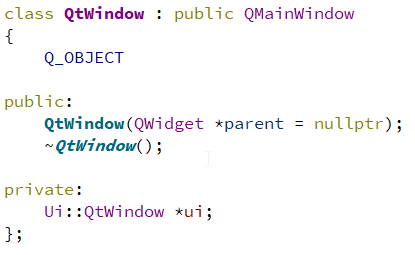 class QtWindow : public QMainWindow
{
    Q_OBJECT

public:
    QtWindow(QWidget *parent = nullptr);
    ~QtWindow();

private:
    Ui::QtWindow *ui;
};